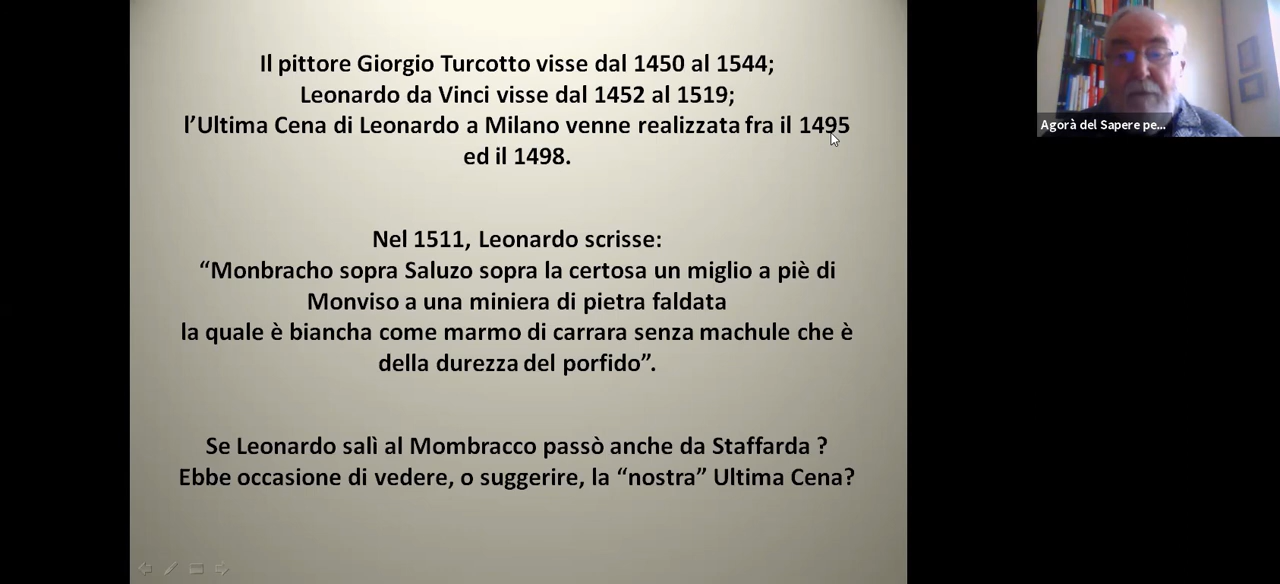 Il pittore Giorgio Turcotto visse dal 1450 al 1544;
Leonardo da Vinci visse dal 1452 al 1519;
l’Ultima Cena di Leonardo a Milano venne realizzata fra il 1495
ed il 1498.
Nel 1511, Leonardo scrisse:
“Monbracho sopra Saluzo sopra la certosa un miglio a piè di
Monviso a una miniera di pietra faldata
la quale è biancha come marmo di carrara senza machule che è
della durezza del porfido”.
Se Leonardo salì al Mombracco passò anche da Staffarda ?
Ebbe occasione di vedere, o suggerire, la “nostra” Ultima Cena?
Agorà del Sapere pe...